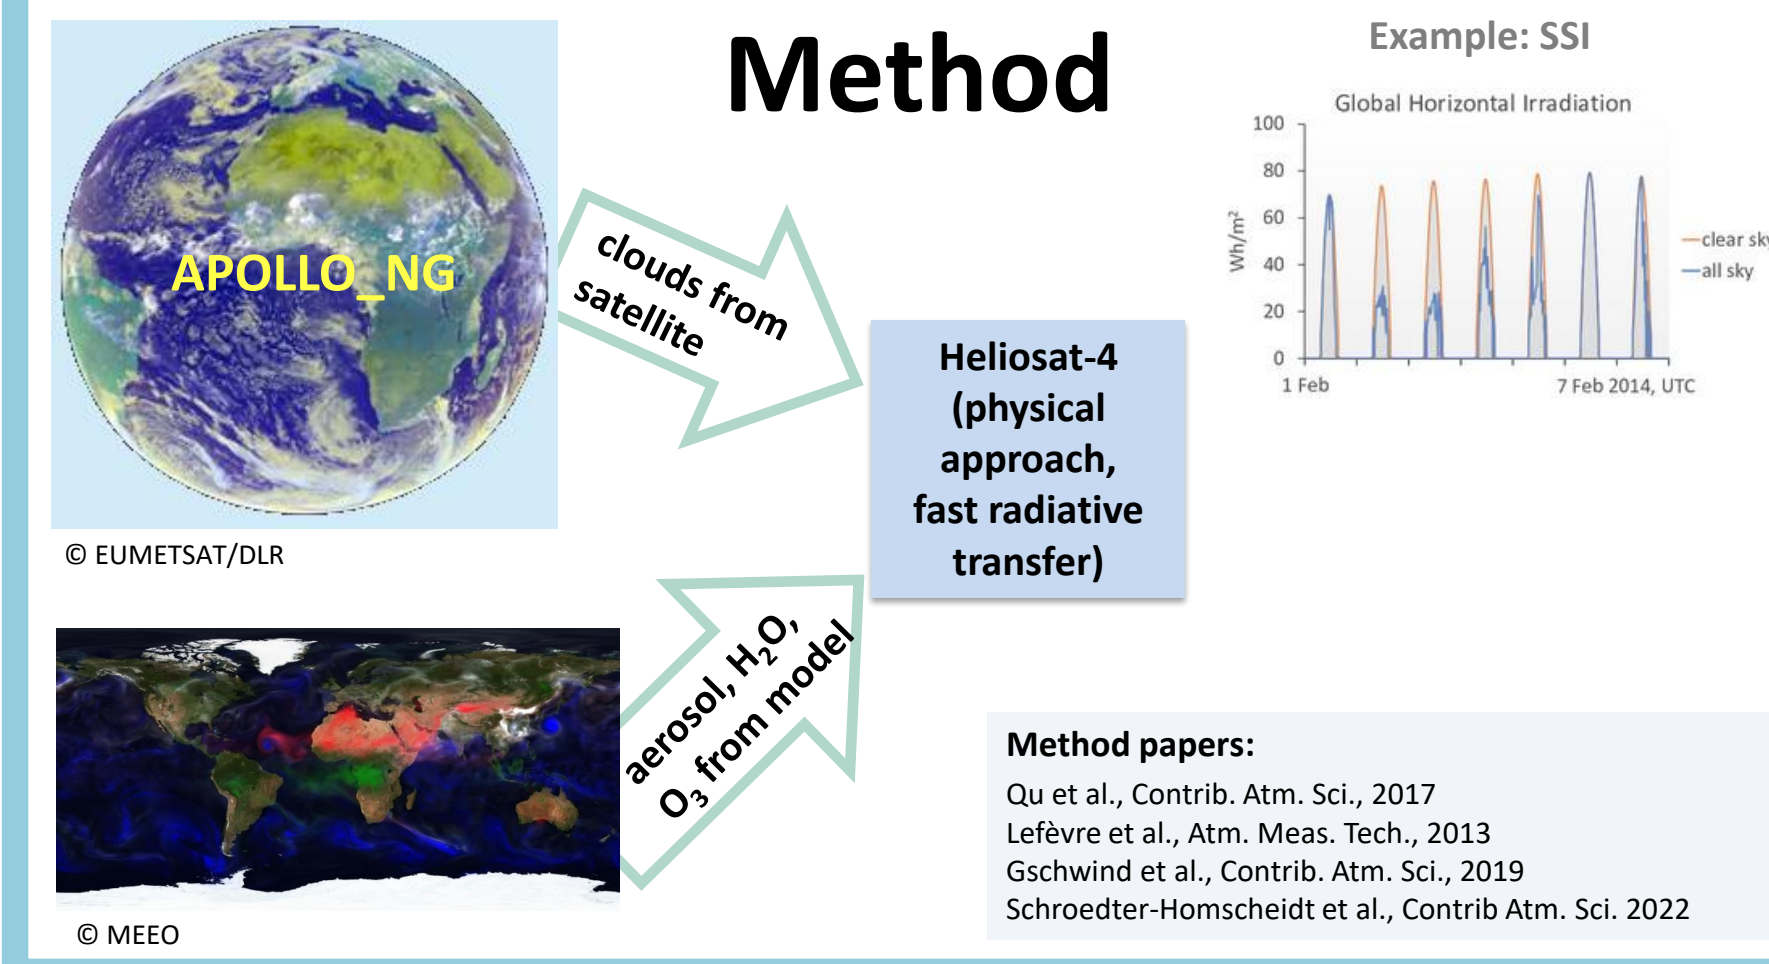 Method
APOLLO_NG
© EUMETSAT/DLR
clouds from
satellite
Heliosat-4
(physical
approach,
fast radiative
transfer)
aerosol, H₂O,
O₃ from model
© MEEO
Example: SSI
Global Horizontal Irradiation
100
80
60
40
20
0
Wh/m²
clear sky
all sky
1 Feb
7 Feb 2014, UTC
Method papers:
Qu et al., Contrib. Atm. Sci., 2017
Lefèvre et al., Atm. Meas. Tech., 2013
Gschwind et al., Contrib. Atm. Sci., 2019
Schroedter-Homscheidt et al., Contrib Atm. Sci. 2022